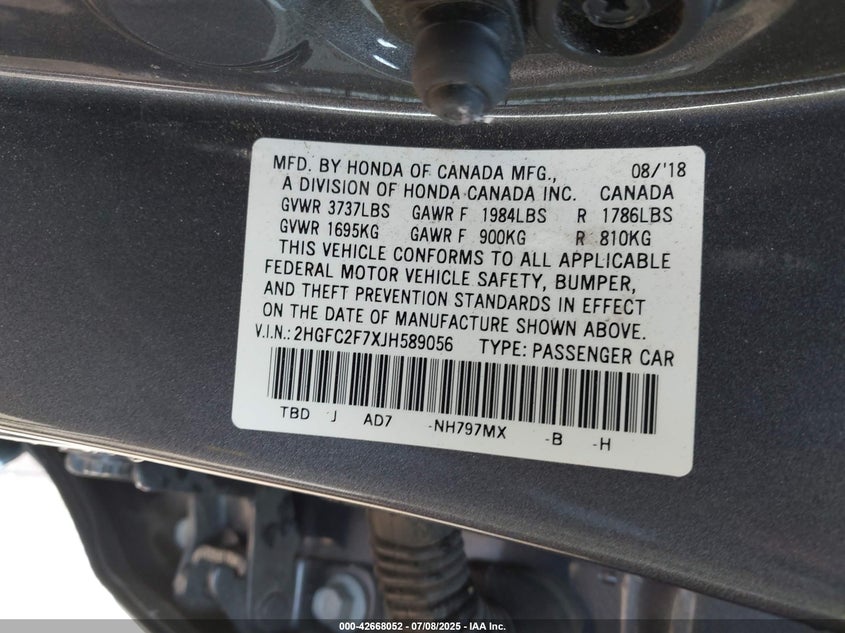 MFD. BY HONDA OF CANADA MFG., 08/'18
A DIVISION OF HONDA CANADA INC. CANADA
GVWR 3737LBS GAWR F 1984LBS R 1786LBS
GVWR 1695KG GAWR F 900KG R 810KG
THIS VEHICLE CONFORMS TO ALL APPLICABLE
FEDERAL MOTOR VEHICLE SAFETY, BUMPER,
AND THEFT PREVENTION STANDARDS IN EFFECT
ON THE DATE OF MANUFACTURE SHOWN ABOVE.
V.I.N.: 2HGFC2F7XJH589056 TYPE: PASSENGER CAR
TBD J AD7 -NH797MX -B -H
000-42668052 - 07/08/2025 - IAA Inc.